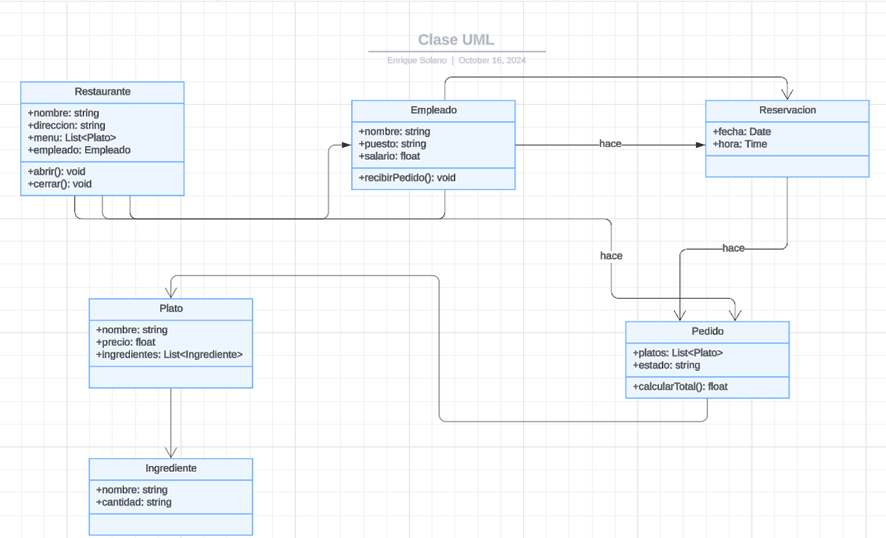 Clase UML
Enrique Solano | October 16, 2024
Restaurante
+nombre: string
+direccion: string
+menu: List<Plato>
+empleado: Empleado
+abrir(): void
+cerrar(): void
Empleado
+nombre: string
+puesto: string
+salario: float
+recibirPedido(): void
hace
Reservacion
+fecha: Date
+hora: Time
hace
hace
Plato
+nombre: string
+precio: float
+ingredientes: List<Ingrediente>
Pedido
+platos: List<Plato>
+estado: string
+calcularTotal(): float
Ingrediente
+nombre: string
+cantidad: string